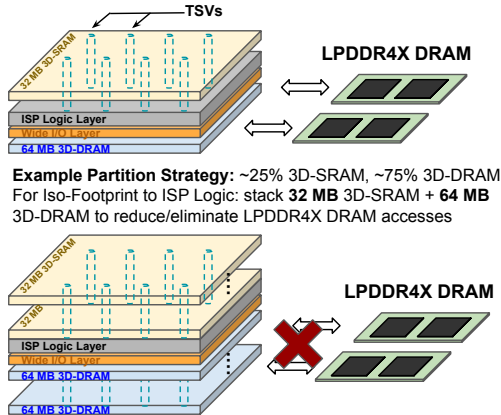 TSVs
32 MB 3D-SRAM
LPDDR4X DRAM
ISP Logic Layer
Wide I/O Layer
64 MB 3D-DRAM
Example Partition Strategy: ~25% 3D-SRAM, ~75% 3D-DRAM
For Iso-Footprint to ISP Logic: stack 32 MB 3D-SRAM + 64 MB
3D-DRAM to reduce/eliminate LPDDR4X DRAM accesses
32 MB 3D-SRAM
32 MB
LPDDR4X DRAM
ISP Logic Layer
Wide I/O Layer
64 MB 3D-DRAM
64 MB 3D-DRAM